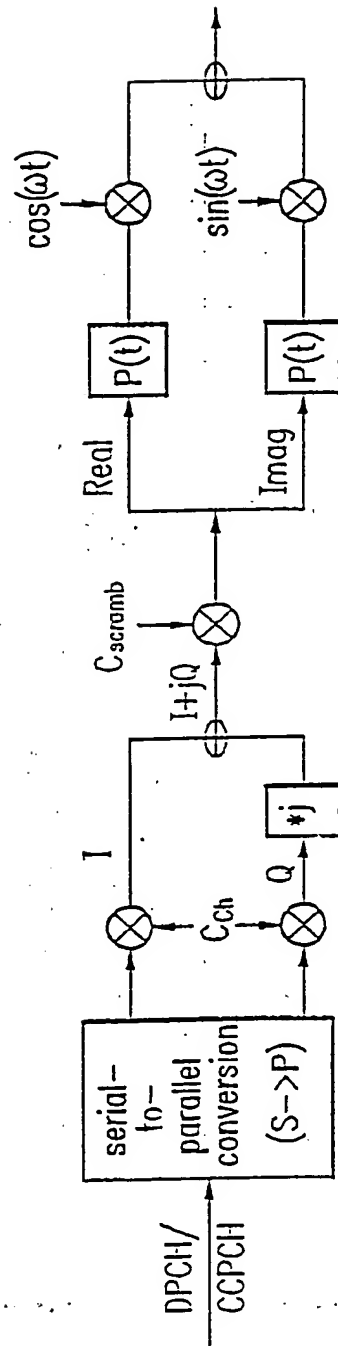 DPCH/
CCPCH
serial-
to-
parallel
conversion
(S->P)
I
C_Ch
Q
*j
I+jQ
C_scramb
Real
Imag
P(t)
P(t)
cos(ωt)
sin(ωt)